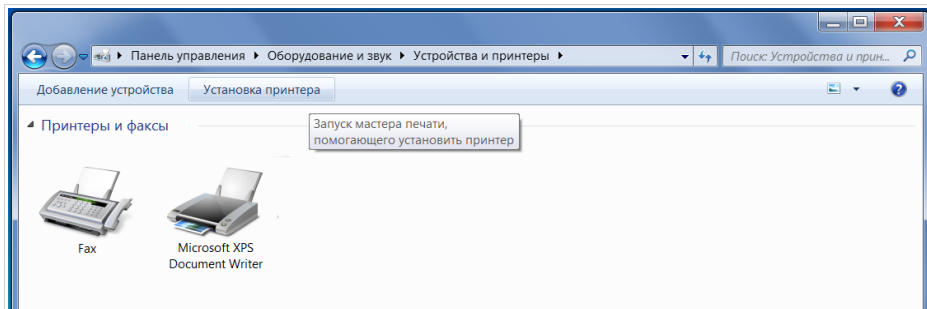 Панель управления Оборудование и звук Устройства и принтеры Поиск: Устройства и прин...
Добавление устройства Установка принтера
Принтеры и факсы
Запуск мастера печати,
помогающего установить принтер
Fax
Microsoft XPS
Document Writer